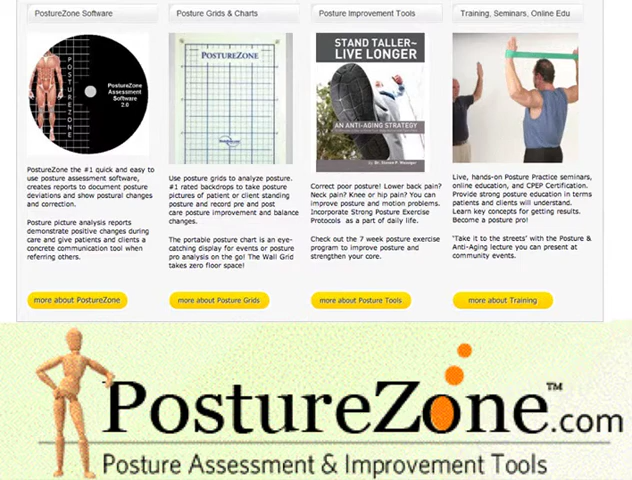 PostureZone Software
Posture Grids & Charts
Posture Improvement Tools
Training, Seminars, Online Edu
POSTUREZONE
PostureZone
Assessment
Software
2.0
POSTUREZONE
STAND TALLER~
LIVE LONGER
AN ANTI-AGING STRATEGY
by Dr. Steven P. Weiniger
PostureZone the #1 quick and easy to
use posture assessment software,
creates reports to document posture
deviations and show postural changes
and correction.
Posture picture analysis reports
demonstrate positive changes during
care and give patients and clients a
concrete communication tool when
referring others.
more about PostureZone
Use posture grids to analyze posture.
#1 rated backdrops to take posture
pictures of patient or client standing
posture and record pre and post
care posture improvement and balance
changes.
The portable posture chart is an eye-
catching display for events or posture
pro analysis on the go! The Wall Grid
takes zero floor space!
more about Posture Grids
Correct poor posture! Lower back pain?
Neck pain? Knee or hip pain? You can
improve posture and motion problems.
Incorporate Strong Posture Exercise
Protocols as a part of daily life.
Check out the 7 week posture exercise
program to improve posture and
strengthen your core.
more about Posture Tools
Live, hands-on Posture Practice seminars,
online education, and CPEP Certification.
Provide strong posture education in terms
patients and clients will understand.
Learn key concepts for getting results.
Become a posture pro!
'Take it to the streets' with the Posture &
Anti-Aging lecture you can present at
community events.
more about Training
PostureZone™.com
Posture Assessment & Improvement Tools